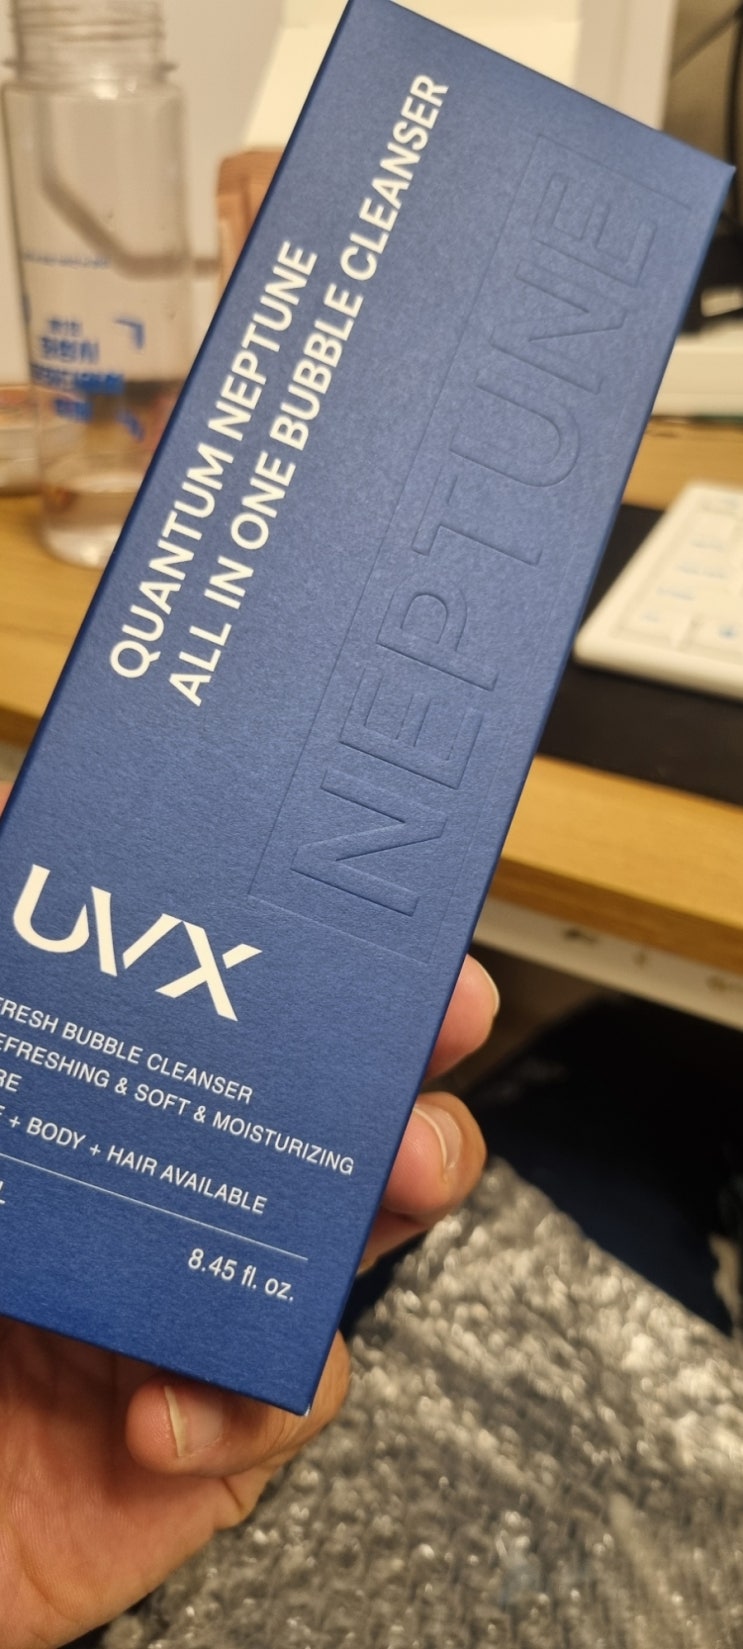 QUANTUM NEPTUNE
ALL IN ONE BUBBLE CLEANSER
NEPTUNE
UVX
FRESH BUBBLE CLEANSER
EFRESHING & SOFT & MOISTURIZING
RE
+ BODY + HAIR AVAILABLE
8.45 fl. oz.